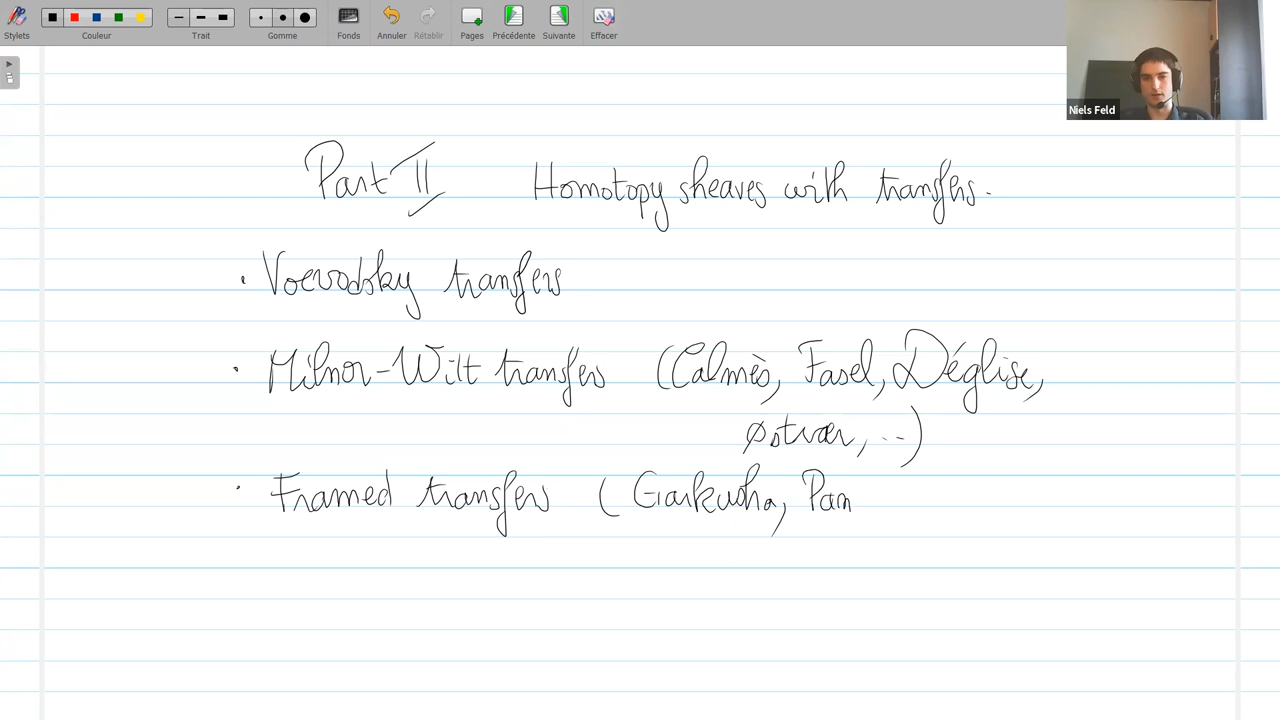 Stylets Couleur Trait Gomme Fonds Annuler Rétablir Pages Précédente Suivante Effacer
Niels Feld
Part II Homotopy sheaves with transfers.
· Voevodsky transfers
· Milnor-Witt transfers (Calmès, Fasel, Déglise,
Østvær, ...)
· Framed transfers (Garkusha, Pan